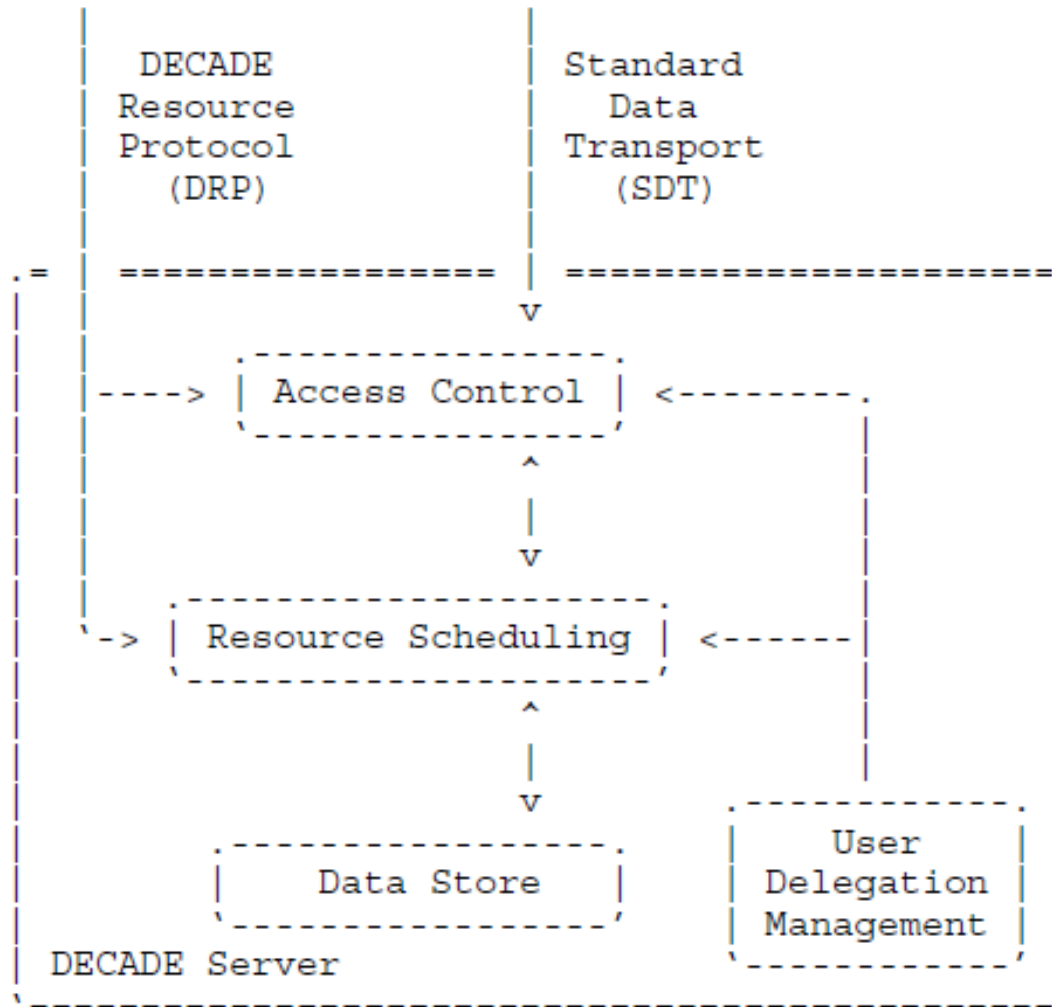 DECADE
Resource
Protocol
(DRP)
Standard
Data
Transport
(SDT)
Access Control
Resource Scheduling
Data Store
User
Delegation
Management
DECADE Server